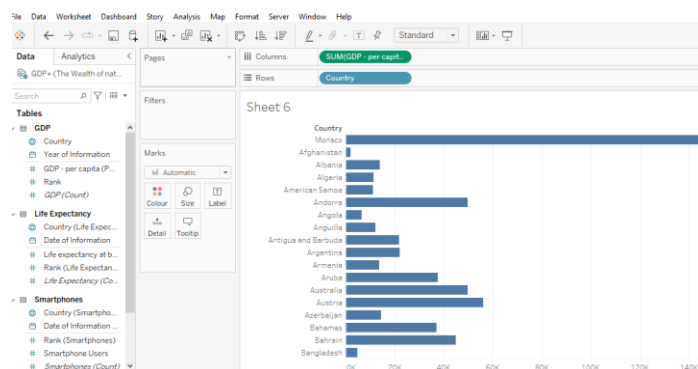 File Data Worksheet Dashboard Story Analysis Map Format Server Window Help
Standard
Data Analytics
GDP+ (The Wealth of nat...
Search
Tables
GDP
Country
Year of Information
GDP - per capita (P...
Rank
GDP (Count)
Life Expectancy
Country (Life Expec...
Date of Information
Life expectancy at b...
Rank (Life Expectan...
Life Expectancy (Co...
Smartphones
Country (Smartpho...
Date of Information ...
Rank (Smartphones)
Smartphone Users
Smartphones (Count)
Pages
Filters
Marks
Automatic
Colour Size Label
Detail Tooltip
Columns SUM(GDP - per capit..
Rows Country
Sheet 6
Country
Monaco
Afghanistan
Albania
Algeria
American Samoa
Andorra
Angola
Anguilla
Antigua and Barbuda
Argentina
Armenia
Aruba
Australia
Austria
Azerbaijan
Bahamas
Bahrain
Bangladesh
0K 20K 40K 60K 80K 100K 120K 140K